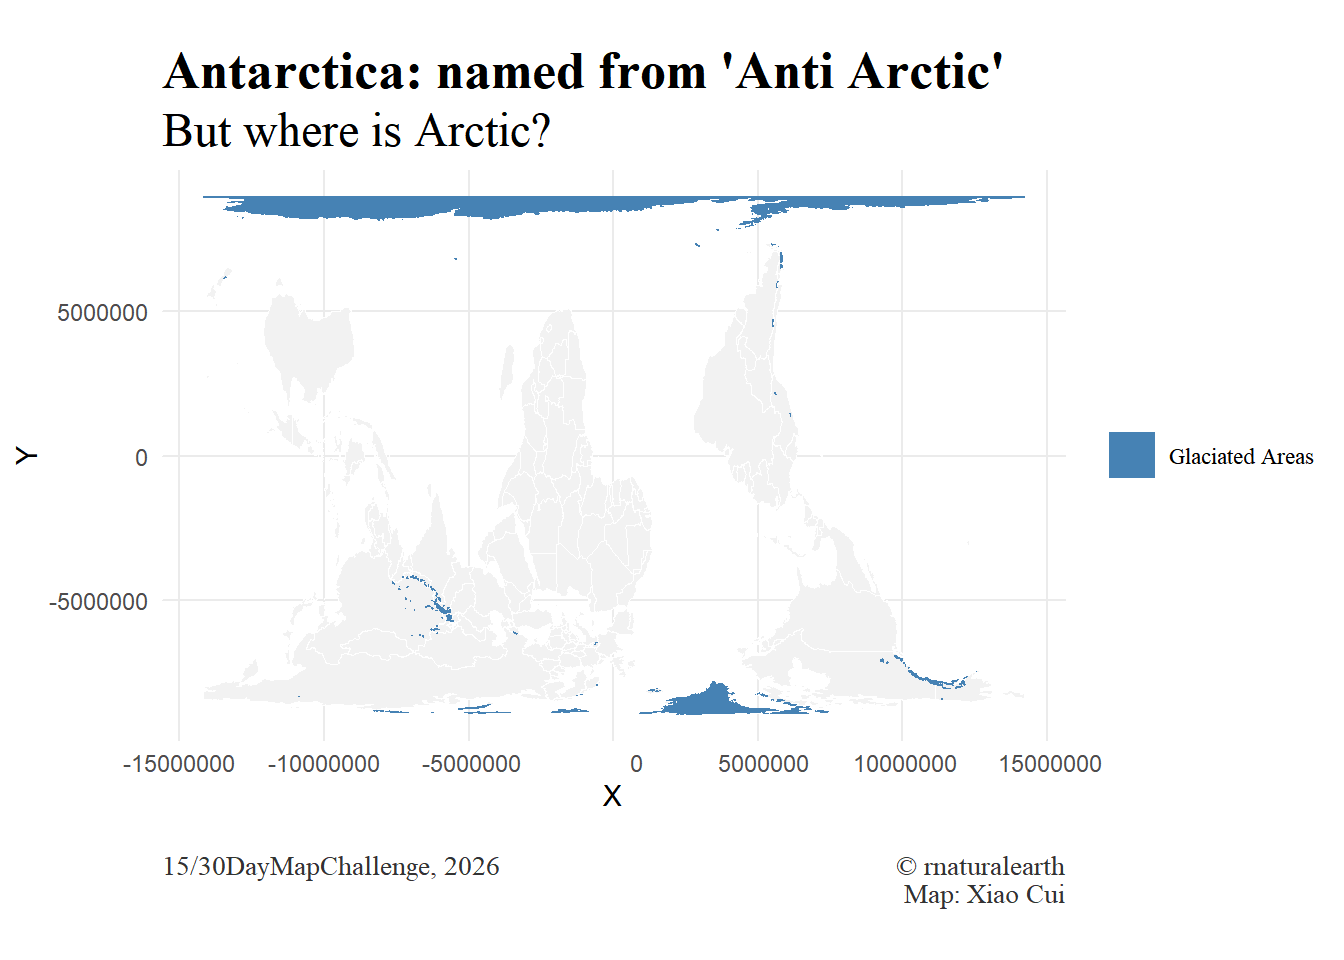 Antarctica: named from 'Anti Arctic'
But where is Arctic?
5000000
0
-5000000
Y
-15000000
-10000000
-5000000
0
5000000
10000000
15000000
X
Glaciated Areas
15/30DayMapChallenge, 2026
© rnaturalearth
Map: Xiao Cui